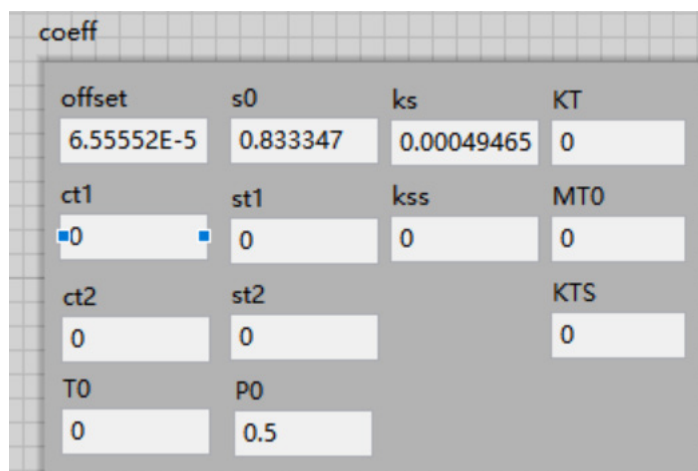 coeff
offset s0 ks KT
6.55552E-5 0.833347 0.00049465 0
ct1 st1 kss MT0
0 0 0 0
ct2 st2 KTS
0 0 0
T0 P0
0 0.5